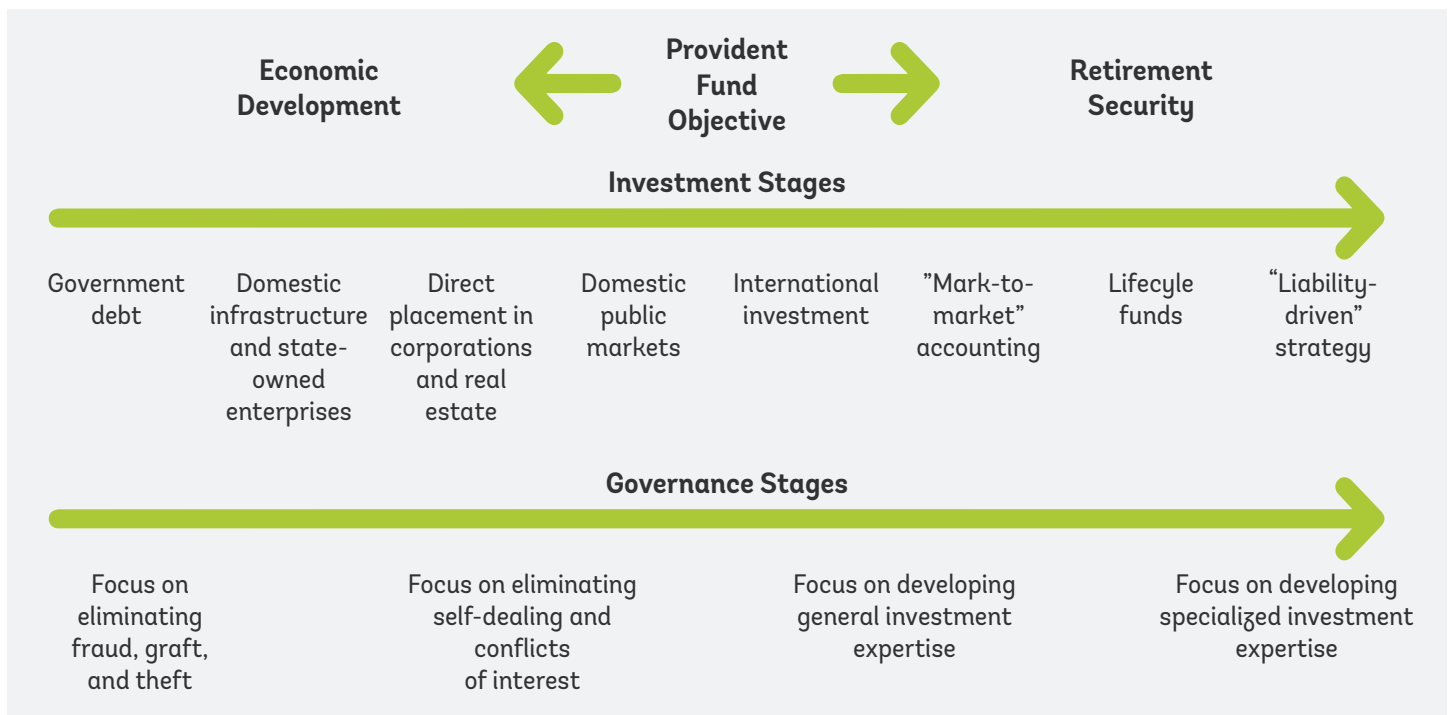 Economic
Development
Provident
Fund
Objective
Retirement
Security
Investment Stages
Government
debt
Domestic
infrastructure
and state-
owned
enterprises
Direct
placement in
corporations
and real
estate
Domestic
public
markets
International
investment
”Mark-to-
market”
accounting
Lifecyle
funds
“Liability-
driven”
strategy
Governance Stages
Focus on
eliminating
fraud, graft,
and theft
Focus on eliminating
self-dealing and
conflicts
of interest
Focus on developing
general investment
expertise
Focus on developing
specialized investment
expertise